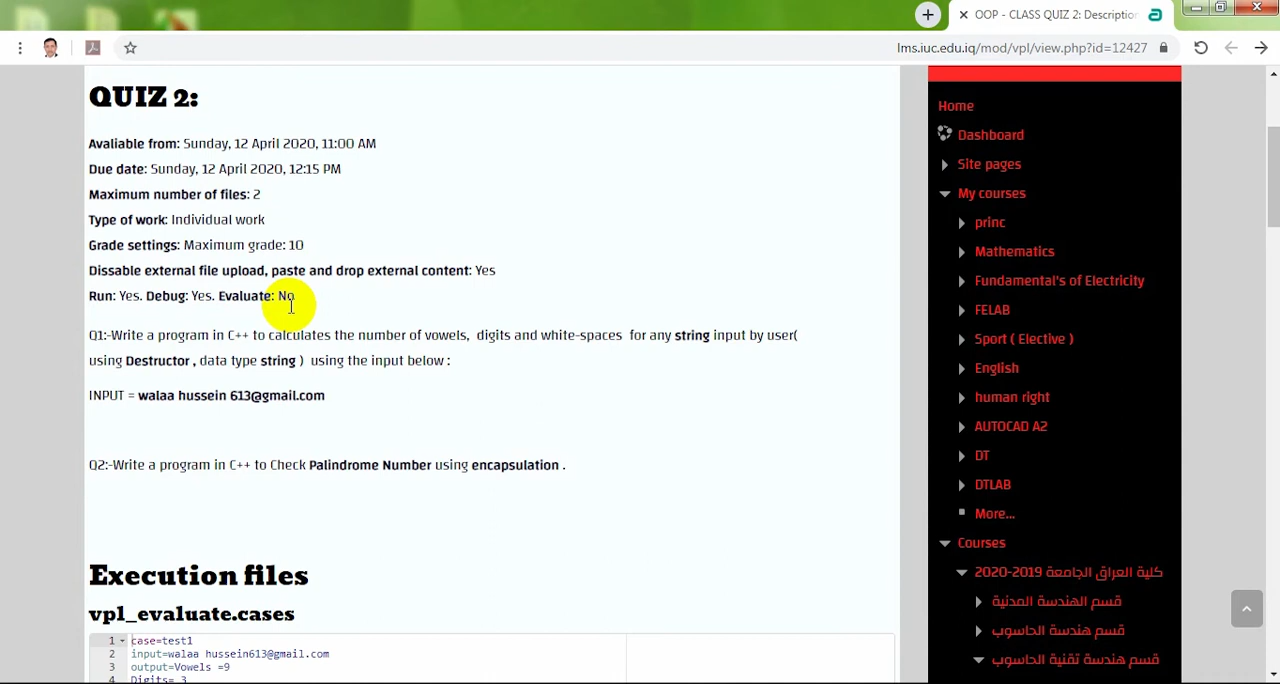 OOP - CLASS QUIZ 2: Description
lms.iuc.edu.iq/mod/vpl/view.php?id=12427
QUIZ 2:
Avaliable from: Sunday, 12 April 2020, 11:00 AM
Due date: Sunday, 12 April 2020, 12:15 PM
Maximum number of files: 2
Type of work: Individual work
Grade settings: Maximum grade: 10
Dissable external file upload, paste and drop external content: Yes
Run: Yes. Debug: Yes. Evaluate: No
Q1:-Write a program in C++ to calculates the number of vowels, digits and white-spaces for any string input by user(
using Destructor , data type string ) using the input below :
INPUT = walaa hussein 613@gmail.com
Q2:-Write a program in C++ to Check Palindrome Number using encapsulation .
Execution files
vpl_evaluate.cases
1 case=test1
2 input=walaa hussein613@gmail.com
3 output=Vowels =9
4 Digits= 3
Home
Dashboard
Site pages
My courses
princ
Mathematics
Fundamental's of Electricity
FELAB
Sport ( Elective )
English
human right
AUTOCAD A2
DT
DTLAB
More...
Courses
كلية العراق الجامعة 2019-2020
قسم الهندسة المدنية
قسم هندسة الحاسوب
قسم هندسة تقنية الحاسوب